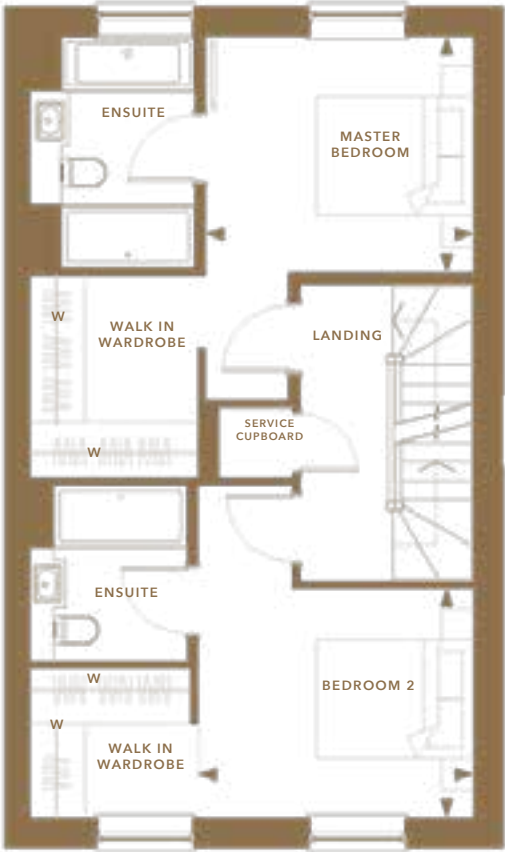 ENSUITE
MASTER
BEDROOM
W
WALK IN
WARDROBE
LANDING
W
SERVICE
CUPBOARD
ENSUITE
W
BEDROOM 2
W
WALK IN
WARDROBE